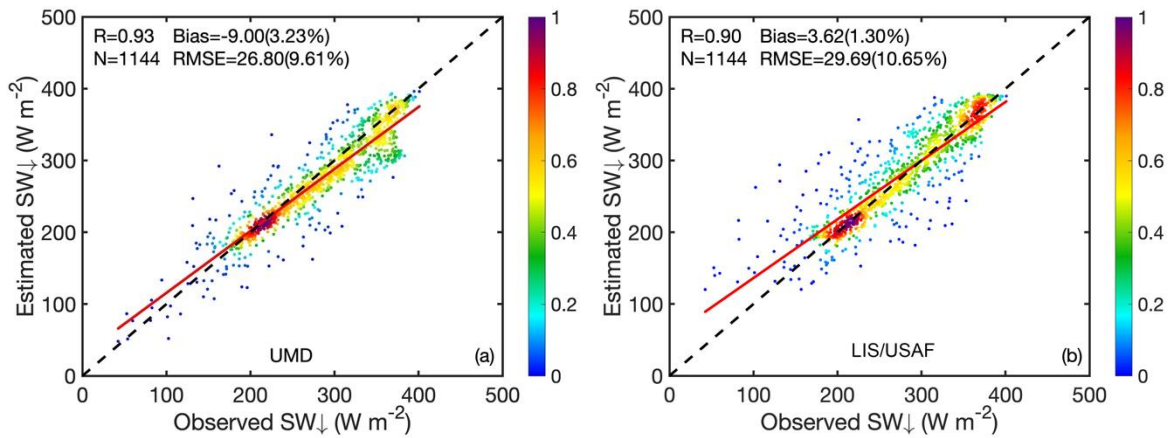 R=0.93 Bias=-9.00(3.23%)
N=1144 RMSE=26.80(9.61%)
500
400
300
200
100
0
Estimated SW↓ (W m-2)
UMD
(a)
0 100 200 300 400 500
Observed SW↓ (W m-2)
1
0.8
0.6
0.4
0.2
0
R=0.90 Bias=3.62(1.30%)
N=1144 RMSE=29.69(10.65%)
500
400
300
200
100
0
Estimated SW↓ (W m-2)
LIS/USAF
(b)
0 100 200 300 400 500
Observed SW↓ (W m-2)
1
0.8
0.6
0.4
0.2
0